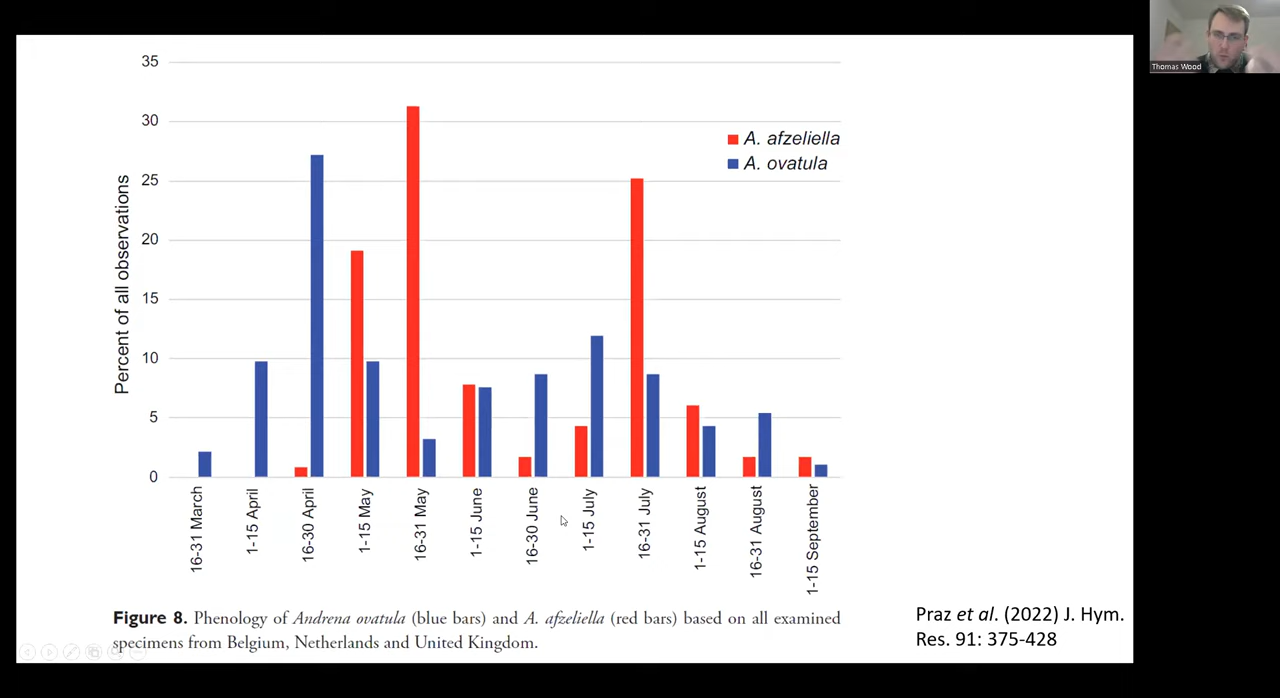 Thomas Wood
35
30
25
20
15
10
5
0
Percent of all observations
A. afzeliella
A. ovatula
16-31 March
1-15 April
16-30 April
1-15 May
16-31 May
1-15 June
16-30 June
1-15 July
16-31 July
1-15 August
16-31 August
1-15 September
Figure 8. Phenology of Andrena ovatula (blue bars) and A. afzeliella (red bars) based on all examined
specimens from Belgium, Netherlands and United Kingdom.
Praz et al. (2022) J. Hym.
Res. 91: 375-428